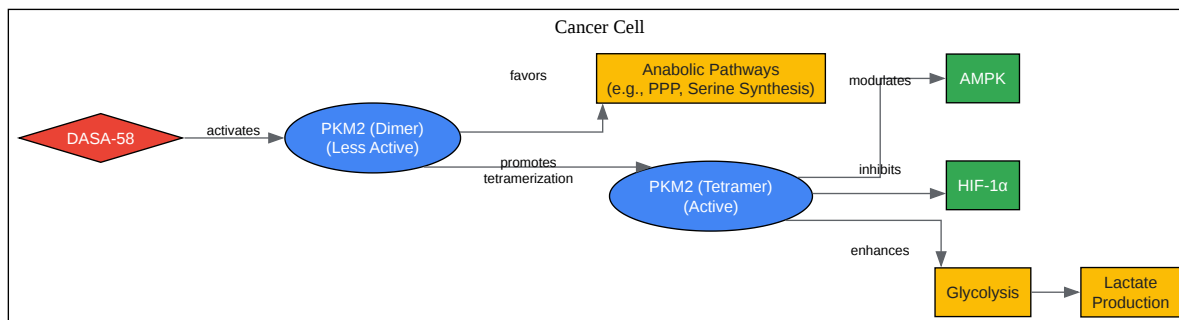 Cancer Cell
DASA-58
activates
PKM2 (Dimer)
(Less Active)
favors
Anabolic Pathways
(e.g., PPP, Serine Synthesis)
promotes
tetramerization
PKM2 (Tetramer)
(Active)
modulates
AMPK
inhibits
HIF-1α
enhances
Glycolysis
Lactate
Production